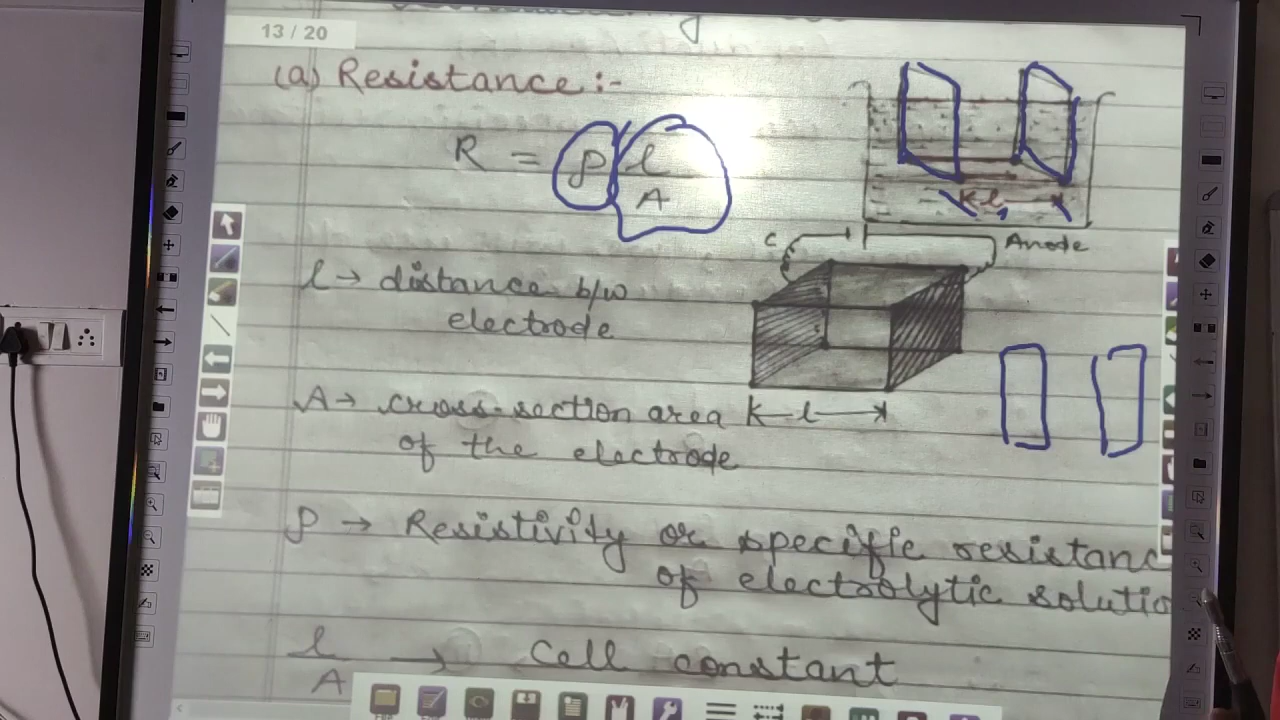 13 / 20
(a) Resistance :-
R = ρ l
A
k l
C
Anode
l → distance b/w
electrode
A → cross-section area
k l
of the electrode
ρ → Resistivity or specific resistanc
of electrolytic solutio
l
A
→ Cell constant